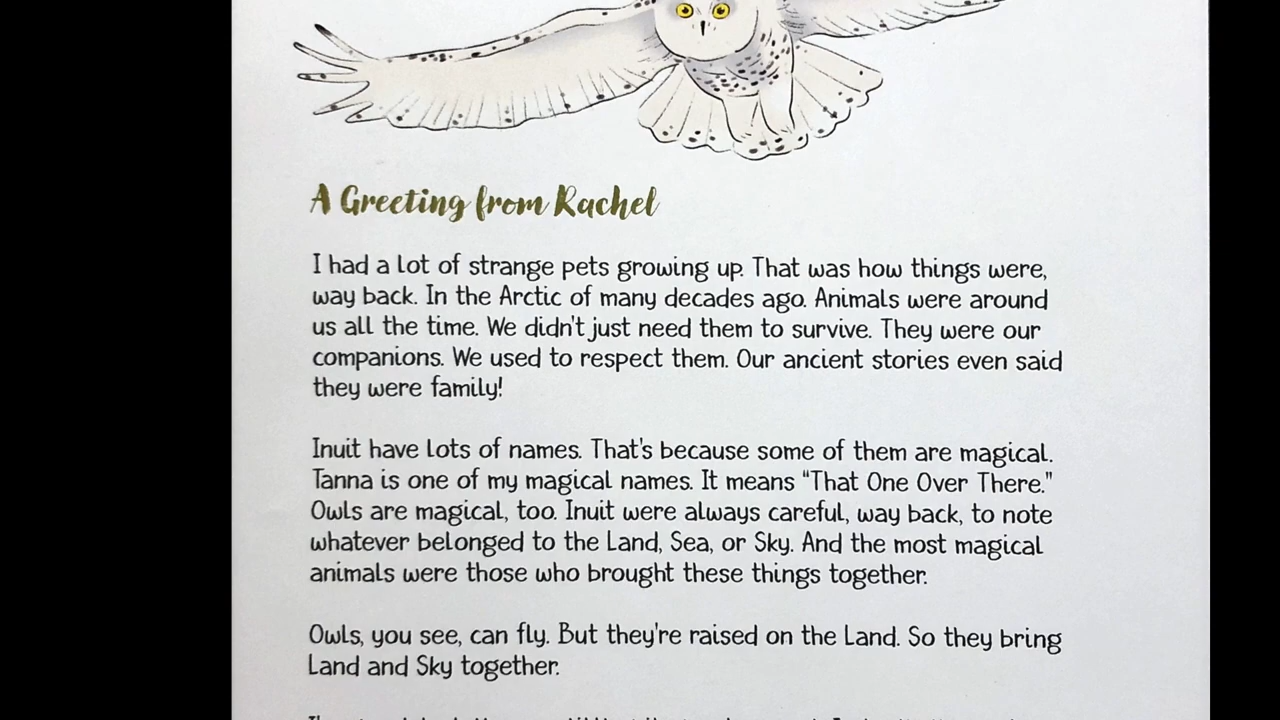 A Greeting from Rachel
I had a lot of strange pets growing up. That was how things were,
way back. In the Arctic of many decades ago. Animals were around
us all the time. We didn't just need them to survive. They were our
companions. We used to respect them. Our ancient stories even said
they were family!
Inuit have lots of names. That's because some of them are magical.
Tanna is one of my magical names. It means "That One Over There."
Owls are magical, too. Inuit were always careful, way back, to note
whatever belonged to the Land, Sea, or Sky. And the most magical
animals were those who brought these things together.
Owls, you see, can fly. But they're raised on the Land. So they bring
Land and Sky together.